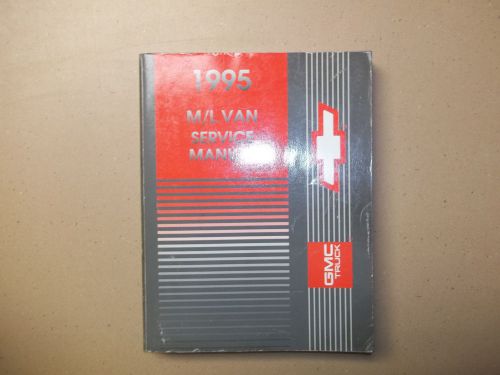 1995
M/L VAN
SERVICE
MANUAL
GMC
TRUCK